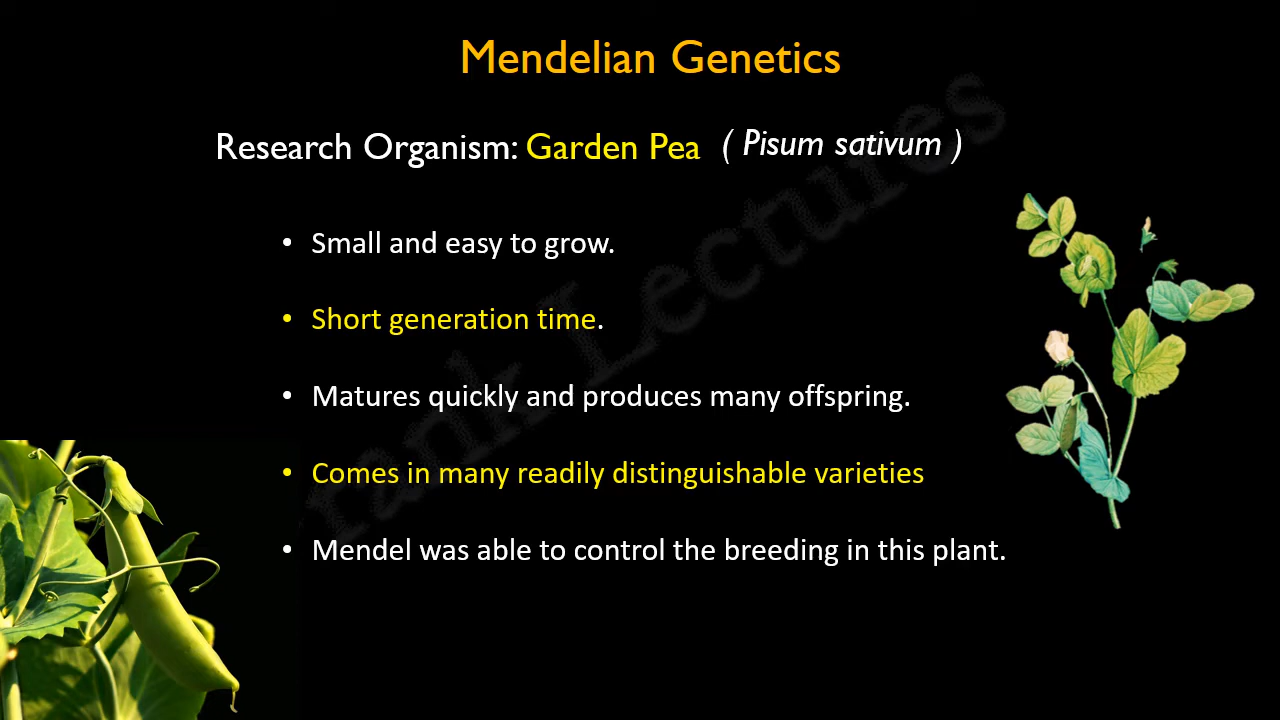 Mendelian Genetics
Research Organism: Garden Pea ( Pisum sativum )
• Small and easy to grow.
• Short generation time.
• Matures quickly and produces many offspring.
• Comes in many readily distinguishable varieties
• Mendel was able to control the breeding in this plant.
Lectures